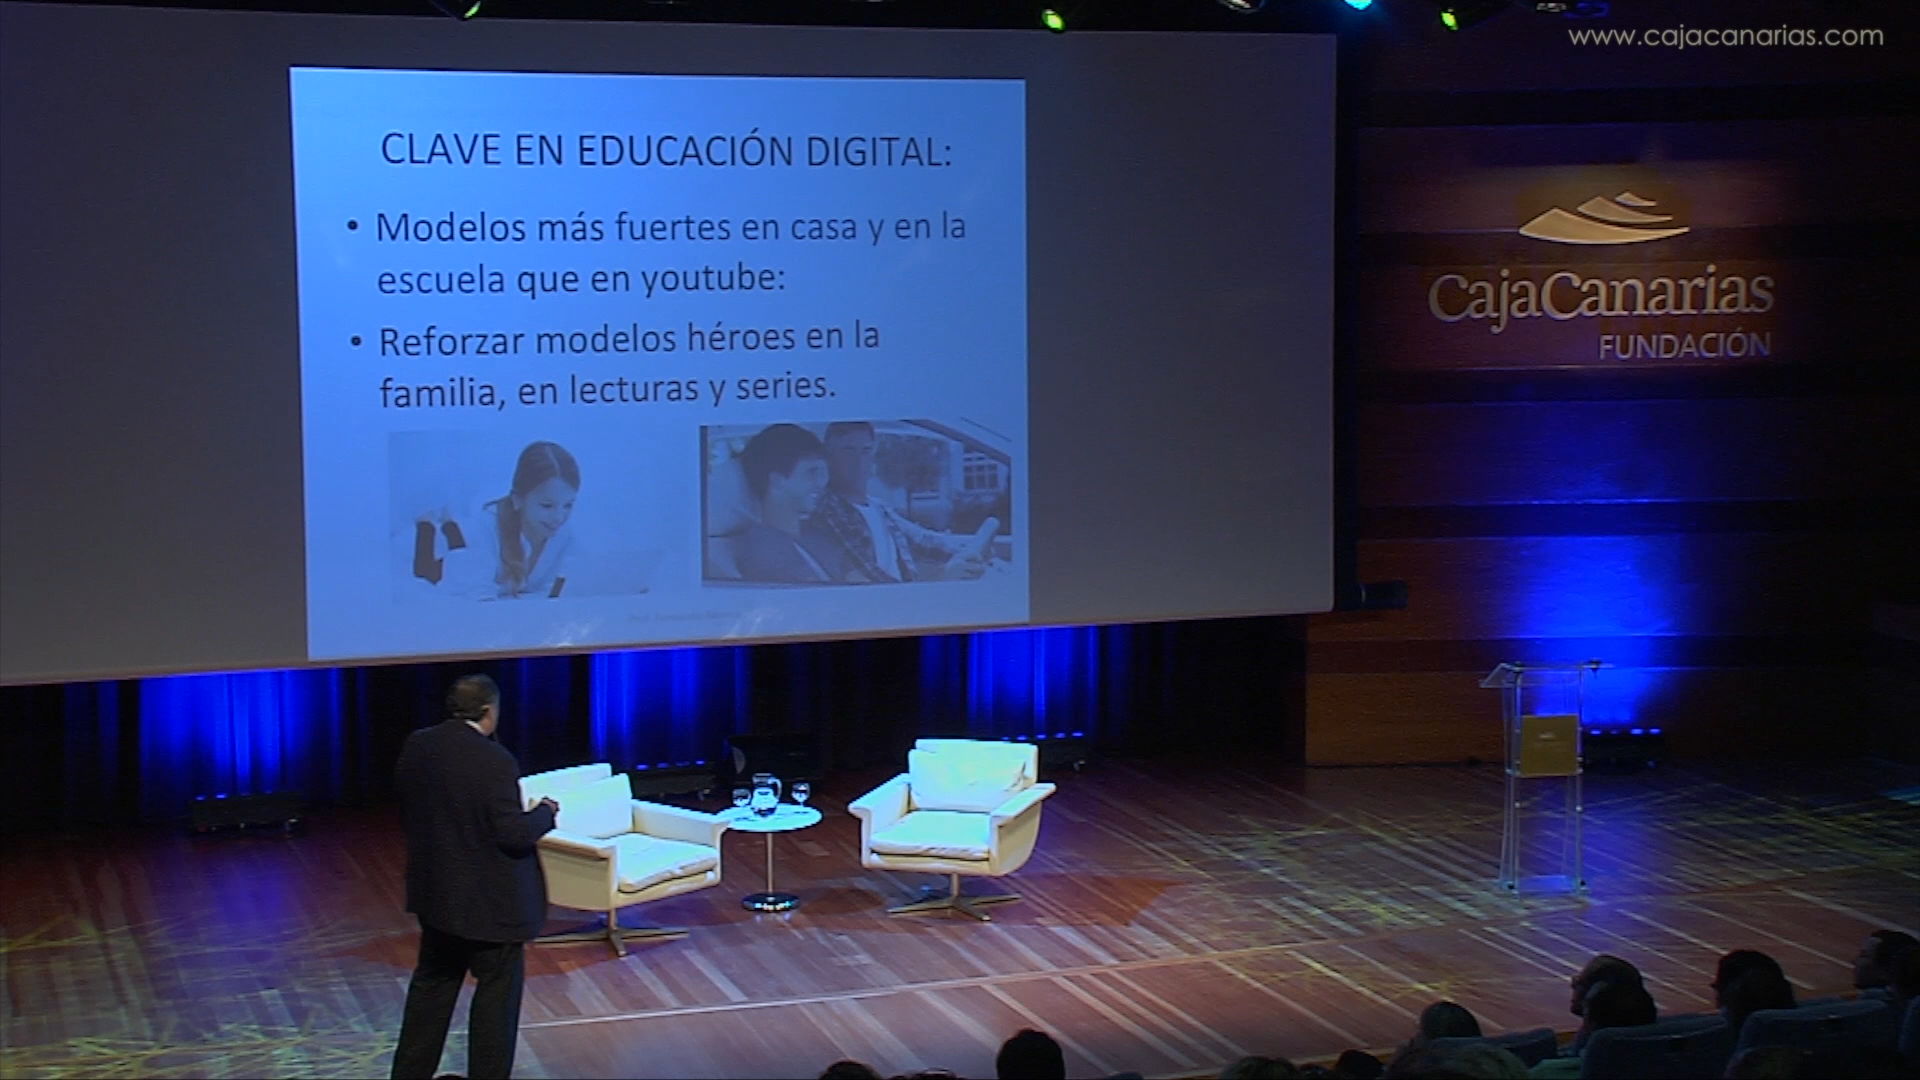 www.cajacanarias.com
CLAVE EN EDUCACIÓN DIGITAL:
• Modelos más fuertes en casa y en la
escuela que en youtube:
• Reforzar modelos héroes en la
familia, en lecturas y series.
CajaCanarias
FUNDACIÓN